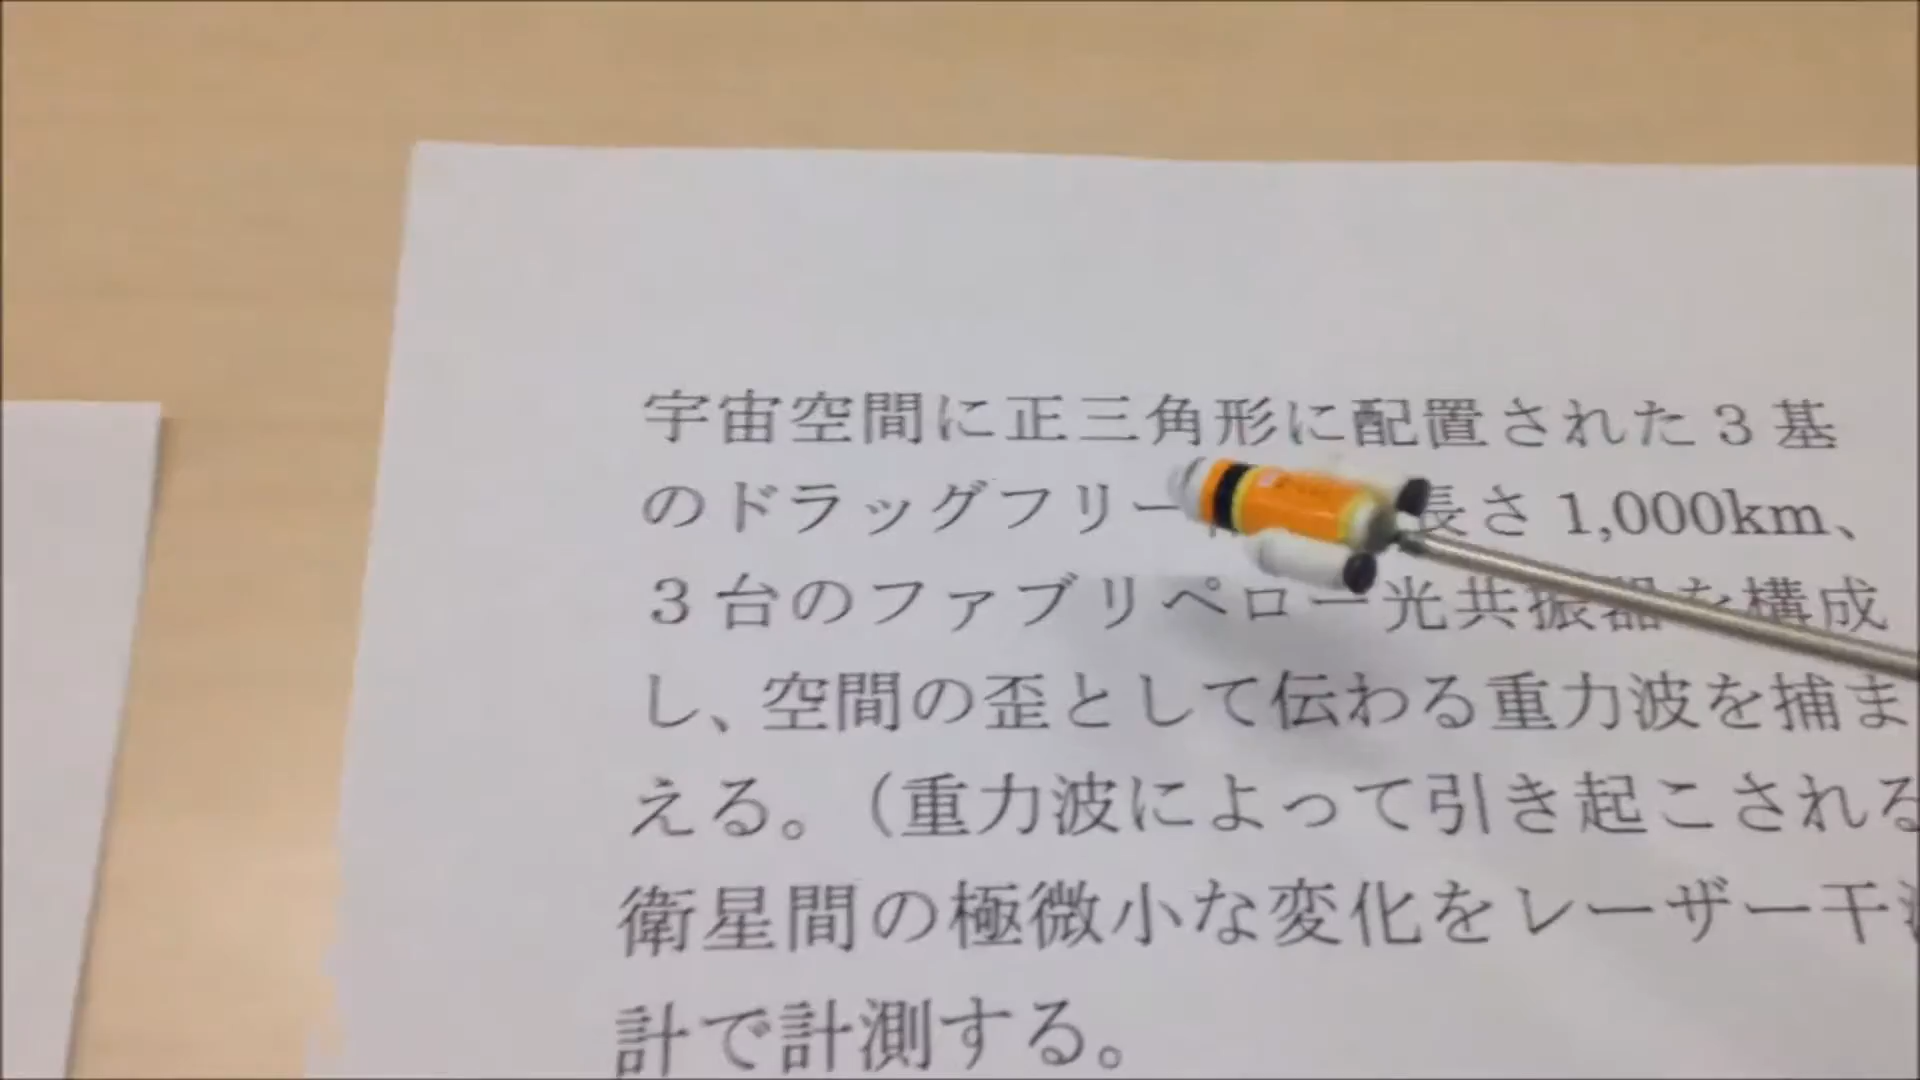 宇宙空間に正三角形に配置された3基
のドラッグフリー 長さ1,000km、
3台のファブリペロー光共振器を構成
し、空間の歪として伝わる重力波を捕ま
える。（重力波によって引き起こされる
衛星間の極微小な変化をレーザー干
計で計測する。